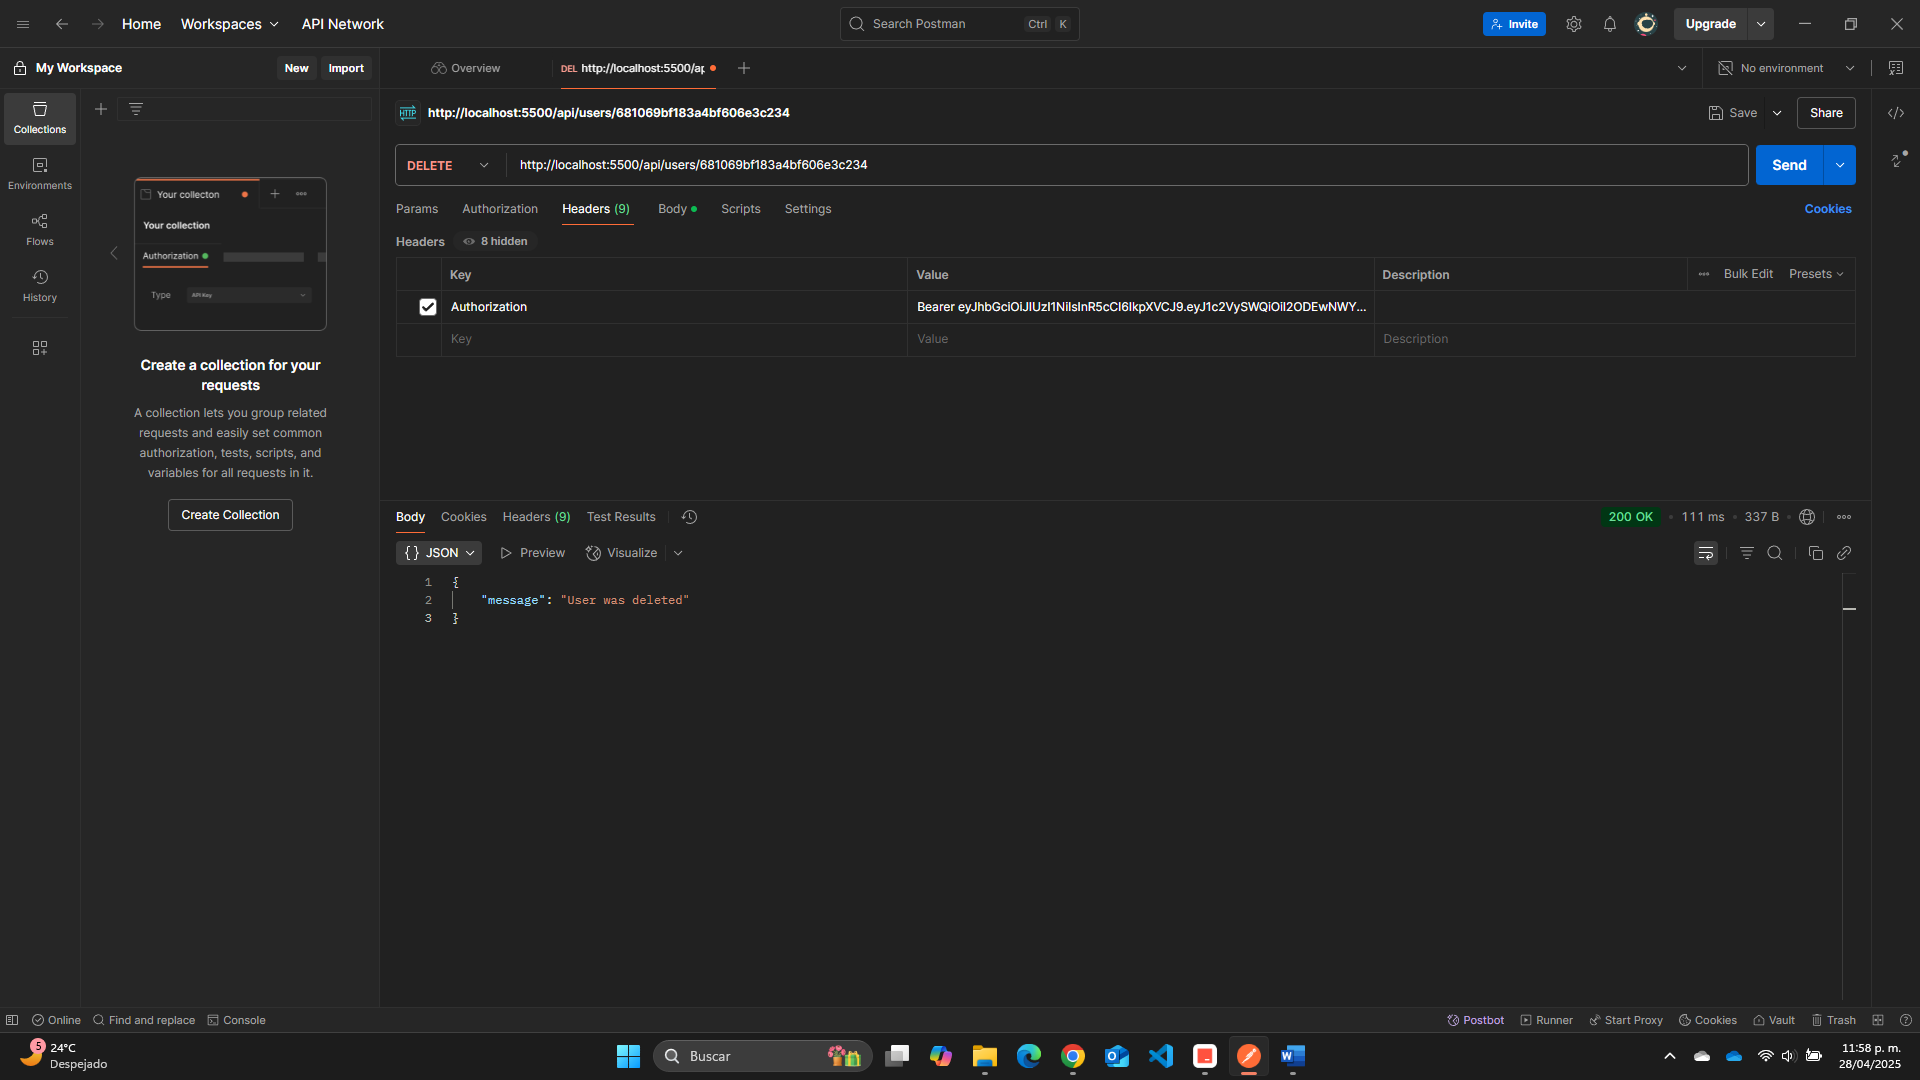 Home
Workspaces
API Network
Search Postman
Ctrl
K
Invite
Upgrade
My Workspace
New
Import
Overview
DEL http://localhost:5500/ap
No environment
Collections
Environments
Flows
History
Your collecton
Your collection
Authorization
Type
API Key
Create a collection for your
requests
A collection lets you group related
requests and easily set common
authorization, tests, scripts, and
variables for all requests in it.
Create Collection
HTTP
http://localhost:5500/api/users/681069bf183a4bf606e3c234
Save
Share
DELETE
http://localhost:5500/api/users/681069bf183a4bf606e3c234
Send
Params
Authorization
Headers (9)
Body
Scripts
Settings
Cookies
Headers
8 hidden
Key
Value
Description
Bulk Edit
Presets
Authorization
Bearer eyJhbGciOiJIUzI1NiIsInR5cCI6IkpXVCJ9.eyJ1c2VySWQiOiI2ODEwNWY...
Key
Value
Description
Body
Cookies
Headers (9)
Test Results
200 OK
111 ms
337 B
{} JSON
Preview
Visualize
1 {
2 "message": "User was deleted"
3 }
Online
Find and replace
Console
Postbot
Runner
Start Proxy
Cookies
Vault
Trash
5
24°C
Despejado
Buscar
11:58 p. m.
28/04/2025